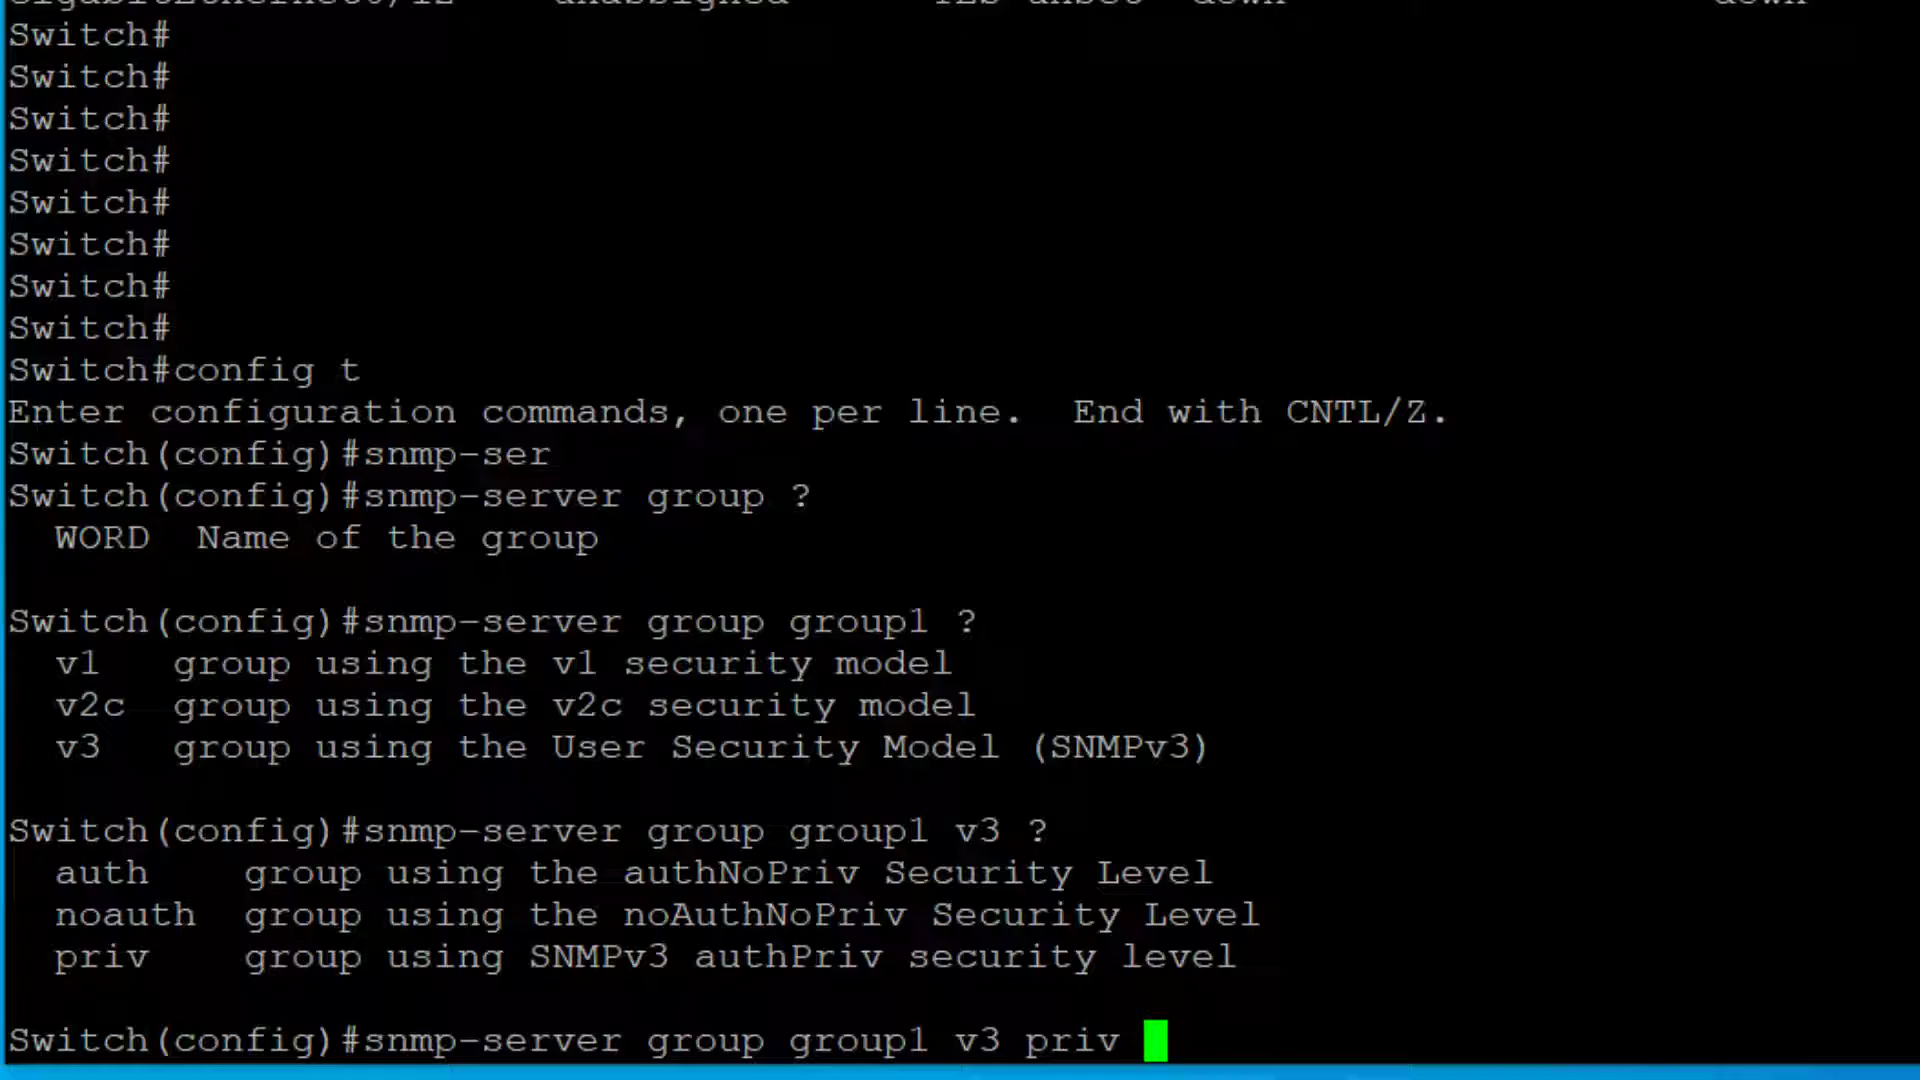 Switch#
Switch#
Switch#
Switch#
Switch#
Switch#
Switch#
Switch#
Switch#config t
Enter configuration commands, one per line.  End with CNTL/Z.
Switch(config)#snmp-ser
Switch(config)#snmp-server group ?
  WORD  Name of the group
Switch(config)#snmp-server group group1 ?
  v1   group using the v1 security model
  v2c  group using the v2c security model
  v3   group using the User Security Model (SNMPv3)
Switch(config)#snmp-server group group1 v3 ?
  auth    group using the authNoPriv Security Level
  noauth  group using the noAuthNoPriv Security Level
  priv    group using SNMPv3 authPriv security level
Switch(config)#snmp-server group group1 v3 priv